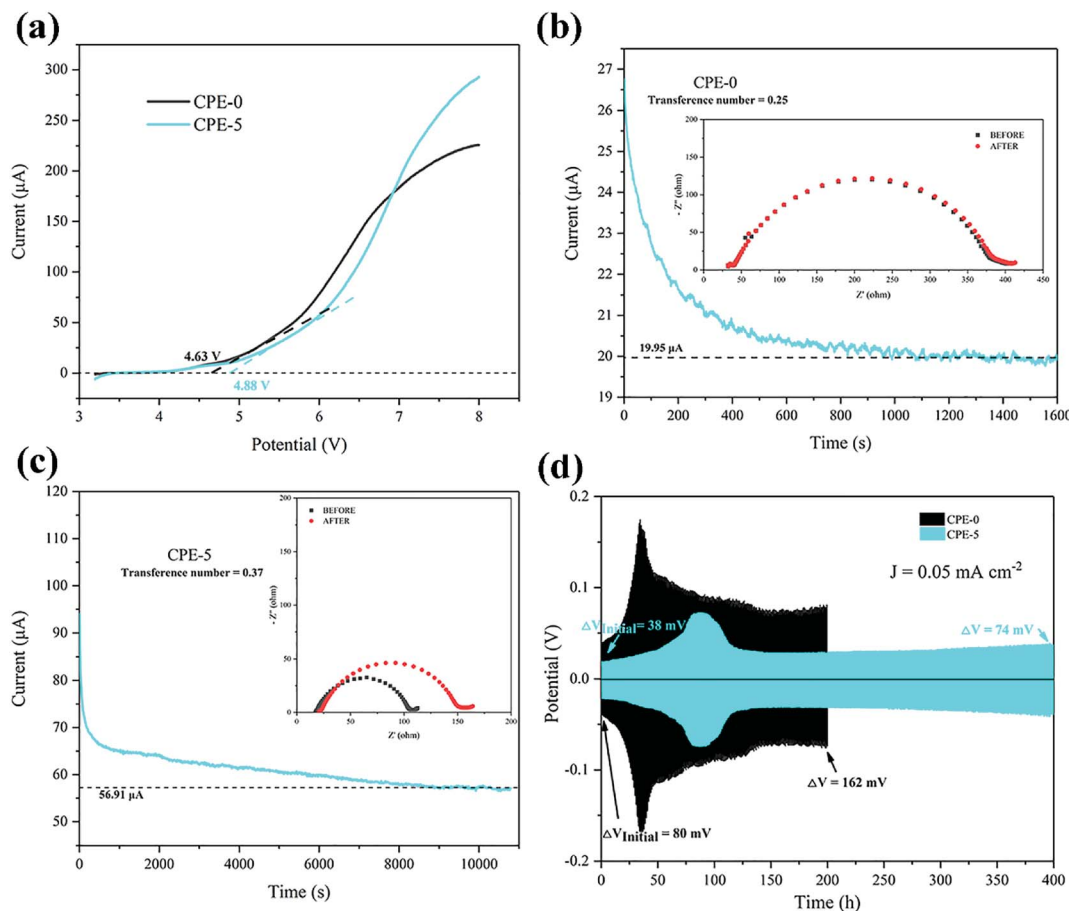 (a)
300
250
200
150
100
50
0
Current (μA)
CPE-0
CPE-5
4.63 V
4.88 V
3
4
5
6
7
8
Potential (V)
(b)
27
26
25
24
23
22
21
20
19
Current (μA)
CPE-0
Transference number = 0.25
200
150
100
50
0
- Z'' (ohm)
BEFORE
AFTER
0
50
100
150
200
250
300
350
400
450
Z' (ohm)
19.95 μA
0
200
400
600
800
1000
1200
1400
1600
Time (s)
(c)
120
110
100
90
80
70
60
50
Current (μA)
CPE-5
Transference number = 0.37
200
150
100
50
0
- Z'' (ohm)
BEFORE
AFTER
0
50
100
150
200
Z' (ohm)
56.91 μA
0
2000
4000
6000
8000
10000
Time (s)
(d)
0.2
0.1
0.0
-0.1
-0.2
Potential (V)
CPE-0
CPE-5
J = 0.05 mA cm⁻²
△VInitial = 38 mV
△V = 74 mV
△V = 162 mV
△VInitial = 80 mV
0
50
100
150
200
250
300
350
400
Time (h)